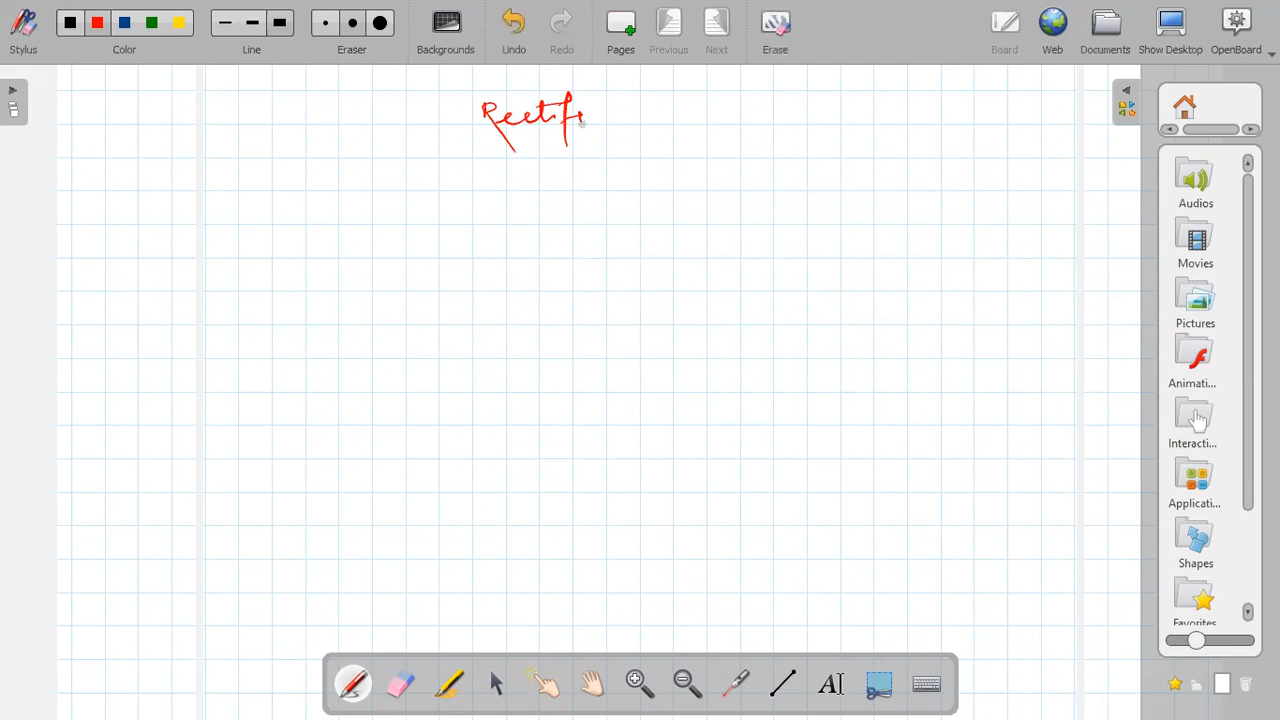 Stylus
Color
Line
Eraser
Backgrounds
Undo
Redo
Pages
Previous
Next
Erase
Board
Web
Documents
Show Desktop
OpenBoard
Rectifi
Audios
Movies
Pictures
Animati...
Interacti...
Applicati...
Shapes
Favorites
A